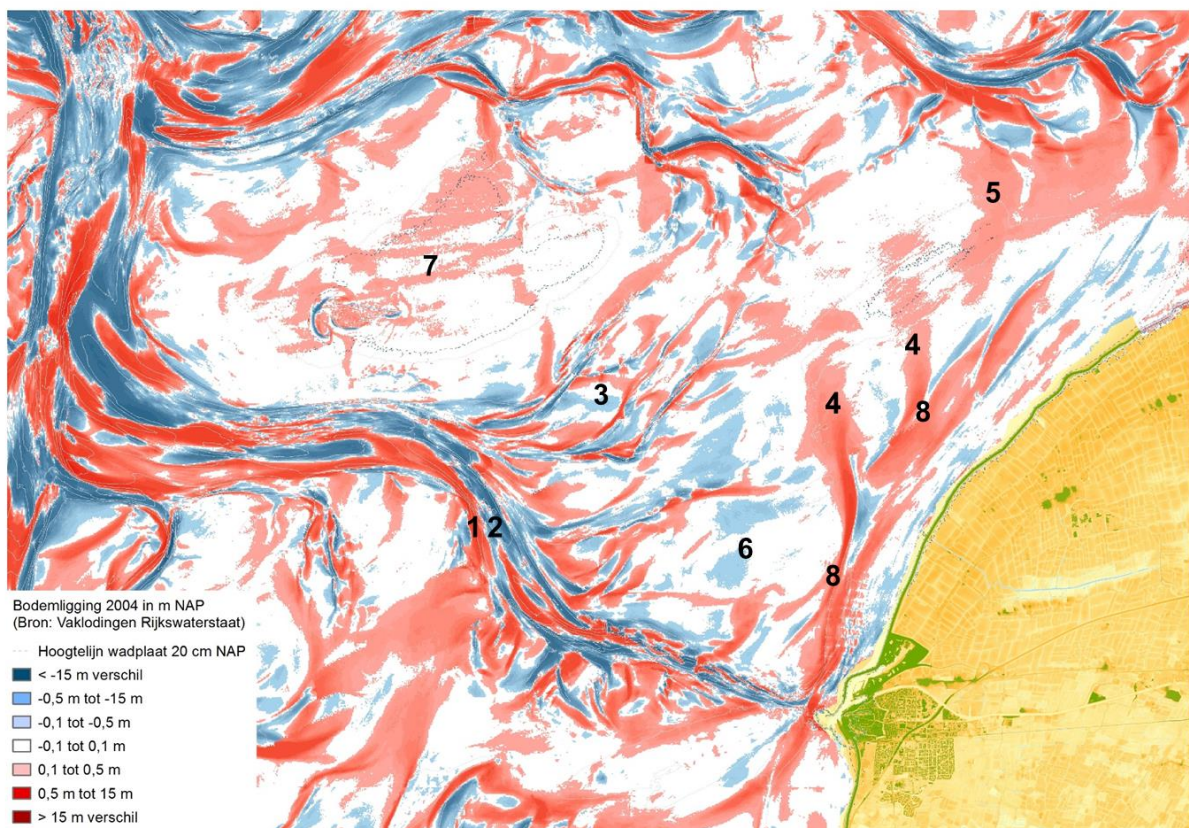 5
7
4
3
4
8
1 2
6
8
Bodemligging 2004 in m NAP
(Bron: Vaklodingen Rijkswaterstaat)
Hoogtelijn wadplaat 20 cm NAP
< -15 m verschil
-0,5 m tot -15 m
-0,1 tot -0,5 m
-0,1 tot 0,1 m
0,1 tot 0,5 m
0,5 m tot 15 m
> 15 m verschil